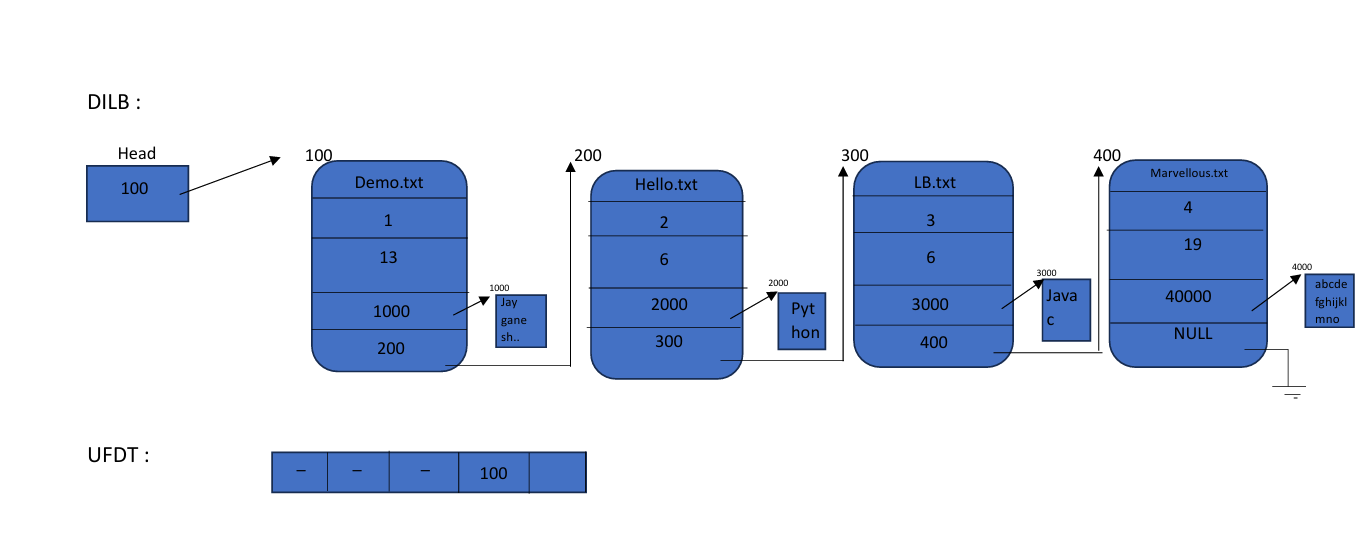 DILB :
Head
100
100
Demo.txt
1
13
1000
200
1000
Jay
gane
sh..
200
Hello.txt
2
6
2000
300
2000
Pyt
hon
300
LB.txt
3
6
3000
400
3000
Java
c
400
Marvellous.txt
4
19
40000
NULL
4000
abcde
fghijkl
mno
UFDT :
– – – 100